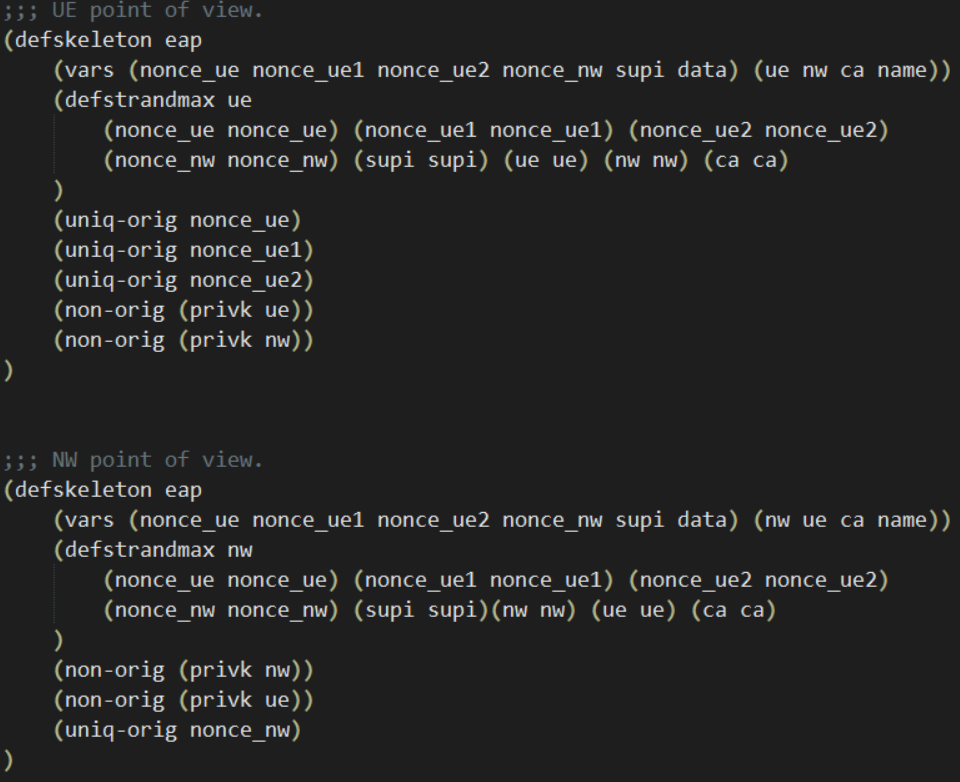 ;;; UE point of view.
(defskeleton eap
    (vars (nonce_ue nonce_ue1 nonce_ue2 nonce_nw supi data) (ue nw ca name))
    (defstrandmax ue
        (nonce_ue nonce_ue) (nonce_ue1 nonce_ue1) (nonce_ue2 nonce_ue2)
        (nonce_nw nonce_nw) (supi supi) (ue ue) (nw nw) (ca ca)
    )
    (uniq-orig nonce_ue)
    (uniq-orig nonce_ue1)
    (uniq-orig nonce_ue2)
    (non-orig (privk ue))
    (non-orig (privk nw))
)
;;; NW point of view.
(defskeleton eap
    (vars (nonce_ue nonce_ue1 nonce_ue2 nonce_nw supi data) (nw ue ca name))
    (defstrandmax nw
        (nonce_ue nonce_ue) (nonce_ue1 nonce_ue1) (nonce_ue2 nonce_ue2)
        (nonce_nw nonce_nw) (supi supi)(nw nw) (ue ue) (ca ca)
    )
    (non-orig (privk nw))
    (non-orig (privk ue))
    (uniq-orig nonce_nw)
)